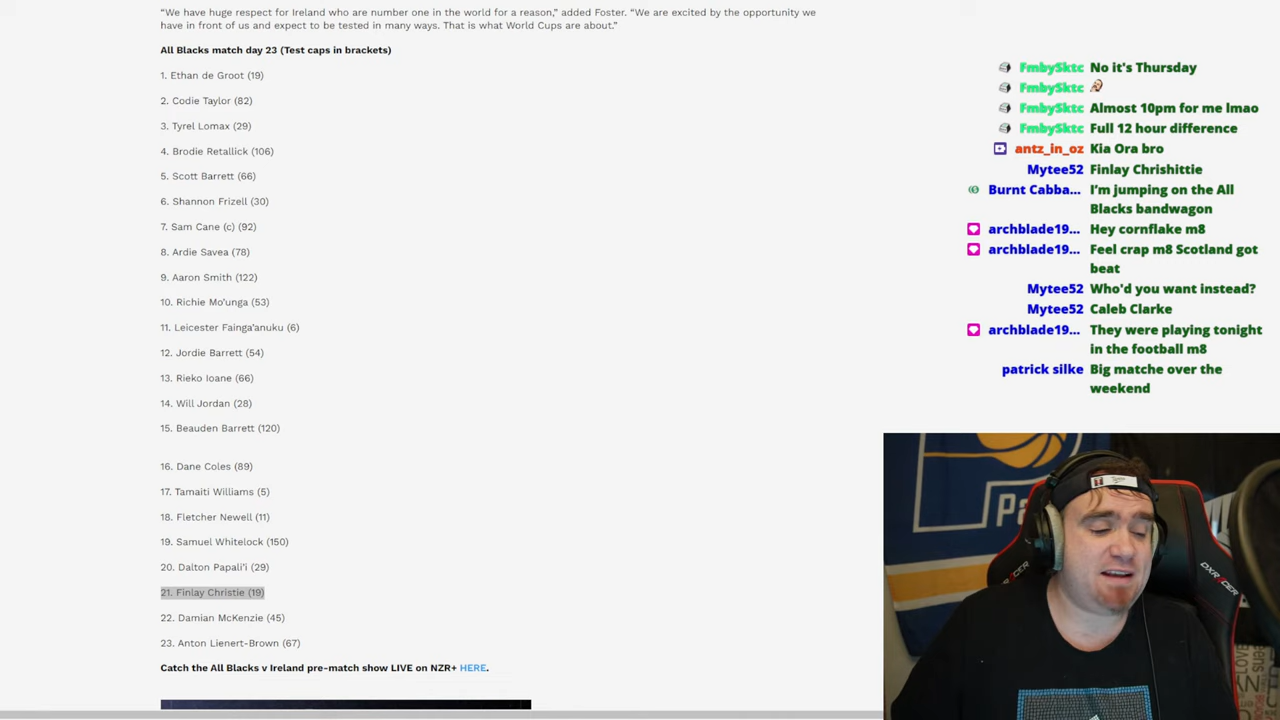 “We have huge respect for Ireland who are number one in the world for a reason,” added Foster. “We are excited by the opportunity we
have in front of us and expect to be tested in many ways. That is what World Cups are about.”
All Blacks match day 23 (Test caps in brackets)
1. Ethan de Groot (19)
2. Codie Taylor (82)
3. Tyrel Lomax (29)
4. Brodie Retallick (106)
5. Scott Barrett (66)
6. Shannon Frizell (30)
7. Sam Cane (c) (92)
8. Ardie Savea (78)
9. Aaron Smith (122)
10. Richie Mo’unga (53)
11. Leicester Fainga’anuku (6)
12. Jordie Barrett (54)
13. Rieko Ioane (66)
14. Will Jordan (28)
15. Beauden Barrett (120)
16. Dane Coles (89)
17. Tamaiti Williams (5)
18. Fletcher Newell (11)
19. Samuel Whitelock (150)
20. Dalton Papali’i (29)
21. Finlay Christie (19)
22. Damian McKenzie (45)
23. Anton Lienert-Brown (67)
Catch the All Blacks v Ireland pre-match show LIVE on NZR+ HERE.
FmbySktc No it's Thursday
FmbySktc
FmbySktc Almost 10pm for me lmao
FmbySktc Full 12 hour difference
antz_in_oz Kia Ora bro
Mytee52 Finlay Chrishittie
Burnt Cabba... I’m jumping on the All
Blacks bandwagon
archblade19... Hey cornflake m8
archblade19... Feel crap m8 Scotland got
beat
Mytee52 Who'd you want instead?
Mytee52 Caleb Clarke
archblade19... They were playing tonight
in the football m8
patrick silke Big matche over the
weekend
Pa
DXRACER
DXRACER